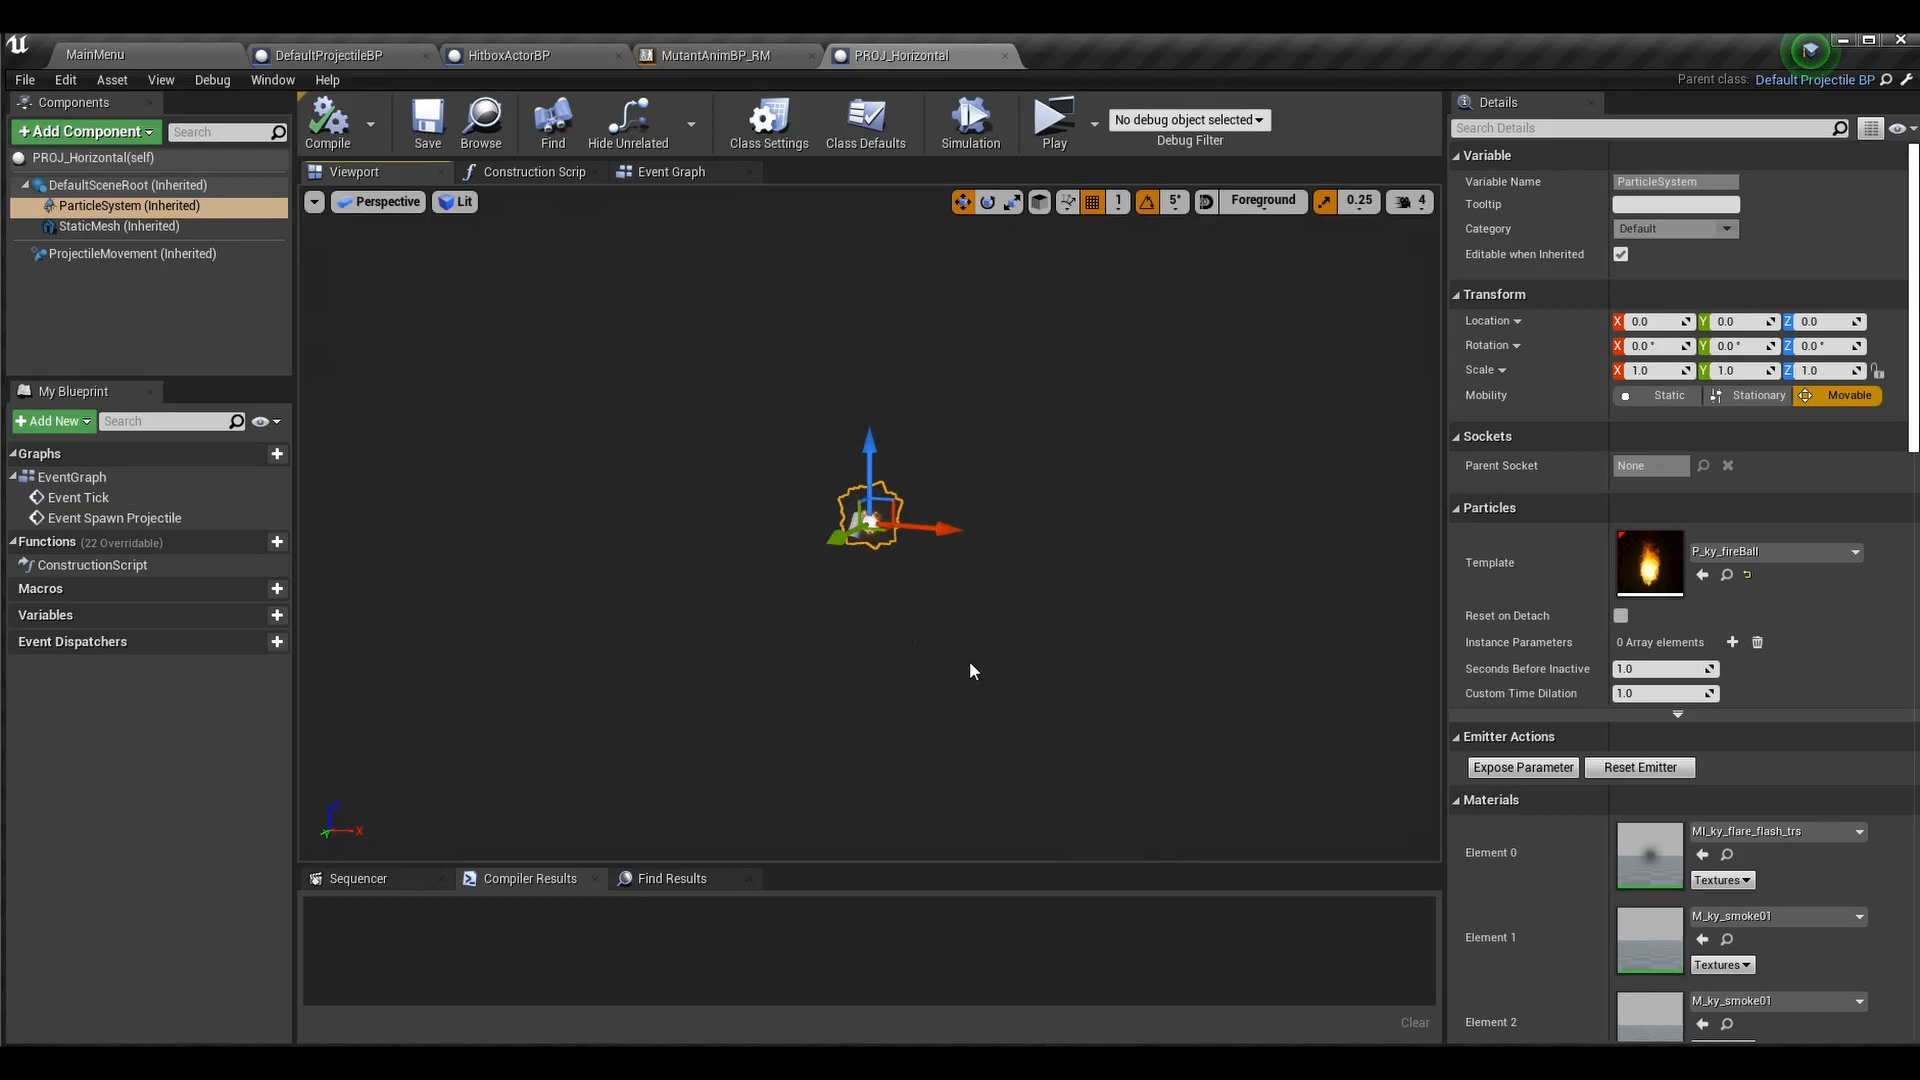 MainMenu
DefaultProjectileBP
HitboxActorBP
MutantAnimBP_RM
PROJ_Horizontal
File Edit Asset View Debug Window Help
Parent class: Default Projectile BP
Components
+Add Component
Search
PROJ_Horizontal(self)
DefaultSceneRoot (Inherited)
ParticleSystem (Inherited)
StaticMesh (Inherited)
ProjectileMovement (Inherited)
My Blueprint
+Add New
Search
Graphs
EventGraph
Event Tick
Event Spawn Projectile
Functions (22 Overridable)
ConstructionScript
Macros
Variables
Event Dispatchers
Compile
Save
Browse
Find
Hide Unrelated
Class Settings
Class Defaults
Simulation
Play
No debug object selected
Debug Filter
Viewport
Construction Scrip
Event Graph
Perspective
Lit
1
5°
Foreground
0.25
4
Z
X
Y
Sequencer
Compiler Results
Find Results
Clear
Details
Search Details
Variable
Variable Name ParticleSystem
Tooltip
Category Default
Editable when Inherited
Transform
Location X 0.0 Y 0.0 Z 0.0
Rotation X 0.0 ° Y 0.0 ° Z 0.0 °
Scale X 1.0 Y 1.0 Z 1.0
Mobility Static Stationary Movable
Sockets
Parent Socket None
Particles
Template P_ky_fireBall
Reset on Detach
Instance Parameters 0 Array elements
Seconds Before Inactive 1.0
Custom Time Dilation 1.0
Emitter Actions
Expose Parameter Reset Emitter
Materials
Element 0 MI_ky_flare_flash_trs
Textures
Element 1 M_ky_smoke01
Textures
Element 2 M_ky_smoke01